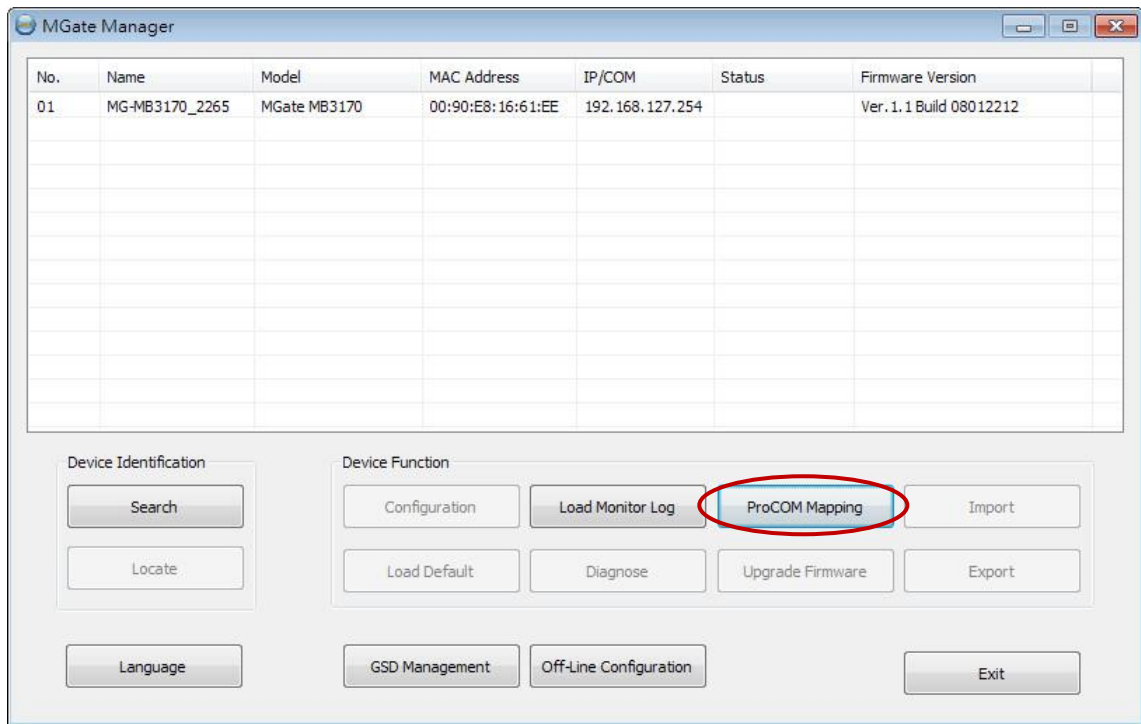 MGate Manager
No. Name Model MAC Address IP/COM Status Firmware Version
01 MG-MB3170_2265 MGate MB3170 00:90:E8:16:61:EE 192.168.127.254 Ver.1.1 Build 08012212
Device Identification Device Function
Search Configuration Load Monitor Log ProCOM Mapping Import
Locate Load Default Diagnose Upgrade Firmware Export
Language GSD Management Off-Line Configuration Exit